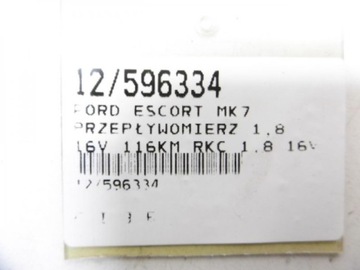 12/596334
FORD ESCORT MK7
PRZEPŁYWOMIERZ 1.8
16V 116KM RKC 1.8 16V
12/596334